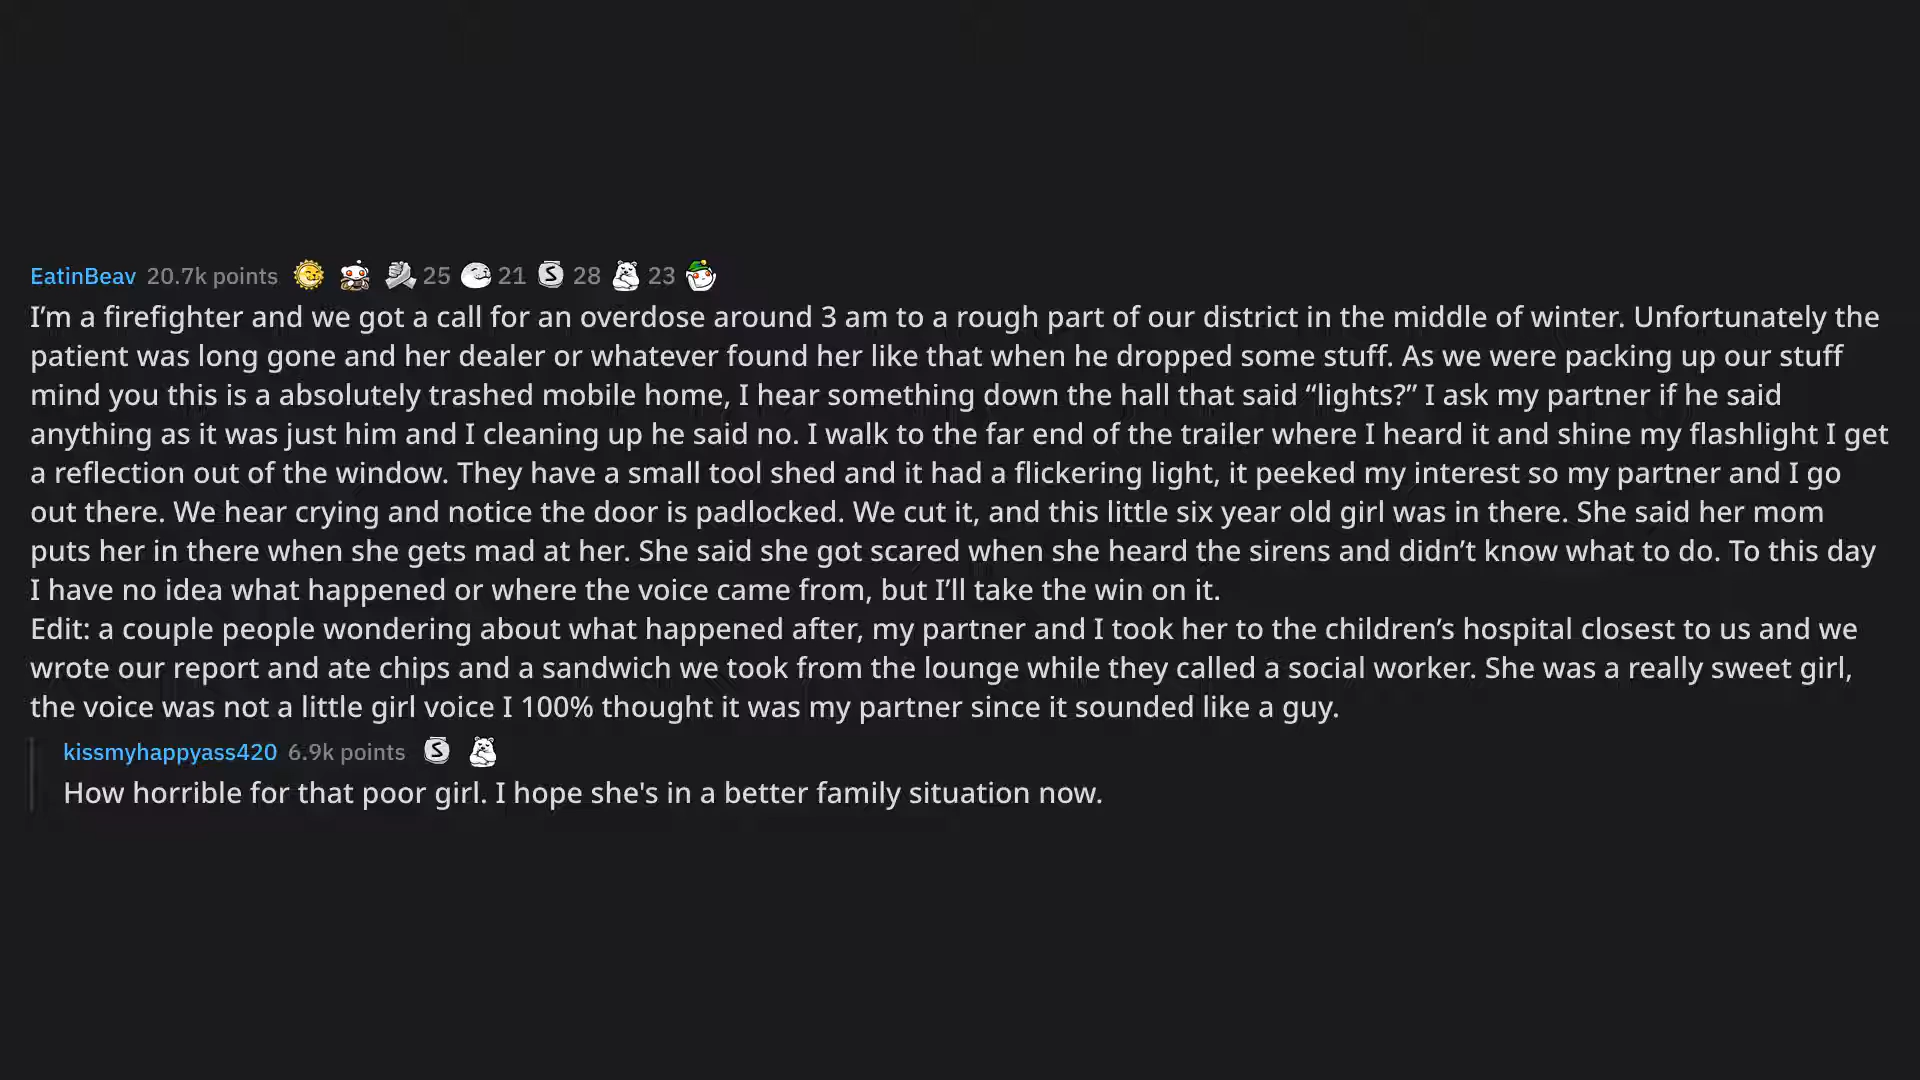 EatinBeav 20.7k points 25 21 28 23
I’m a firefighter and we got a call for an overdose around 3 am to a rough part of our district in the middle of winter. Unfortunately the
patient was long gone and her dealer or whatever found her like that when he dropped some stuff. As we were packing up our stuff
mind you this is a absolutely trashed mobile home, I hear something down the hall that said “lights?” I ask my partner if he said
anything as it was just him and I cleaning up he said no. I walk to the far end of the trailer where I heard it and shine my flashlight I get
a reflection out of the window. They have a small tool shed and it had a flickering light, it peeked my interest so my partner and I go
out there. We hear crying and notice the door is padlocked. We cut it, and this little six year old girl was in there. She said her mom
puts her in there when she gets mad at her. She said she got scared when she heard the sirens and didn’t know what to do. To this day
I have no idea what happened or where the voice came from, but I’ll take the win on it.
Edit: a couple people wondering about what happened after, my partner and I took her to the children’s hospital closest to us and we
wrote our report and ate chips and a sandwich we took from the lounge while they called a social worker. She was a really sweet girl,
the voice was not a little girl voice I 100% thought it was my partner since it sounded like a guy.
kissmyhappyass420 6.9k points
How horrible for that poor girl. I hope she's in a better family situation now.